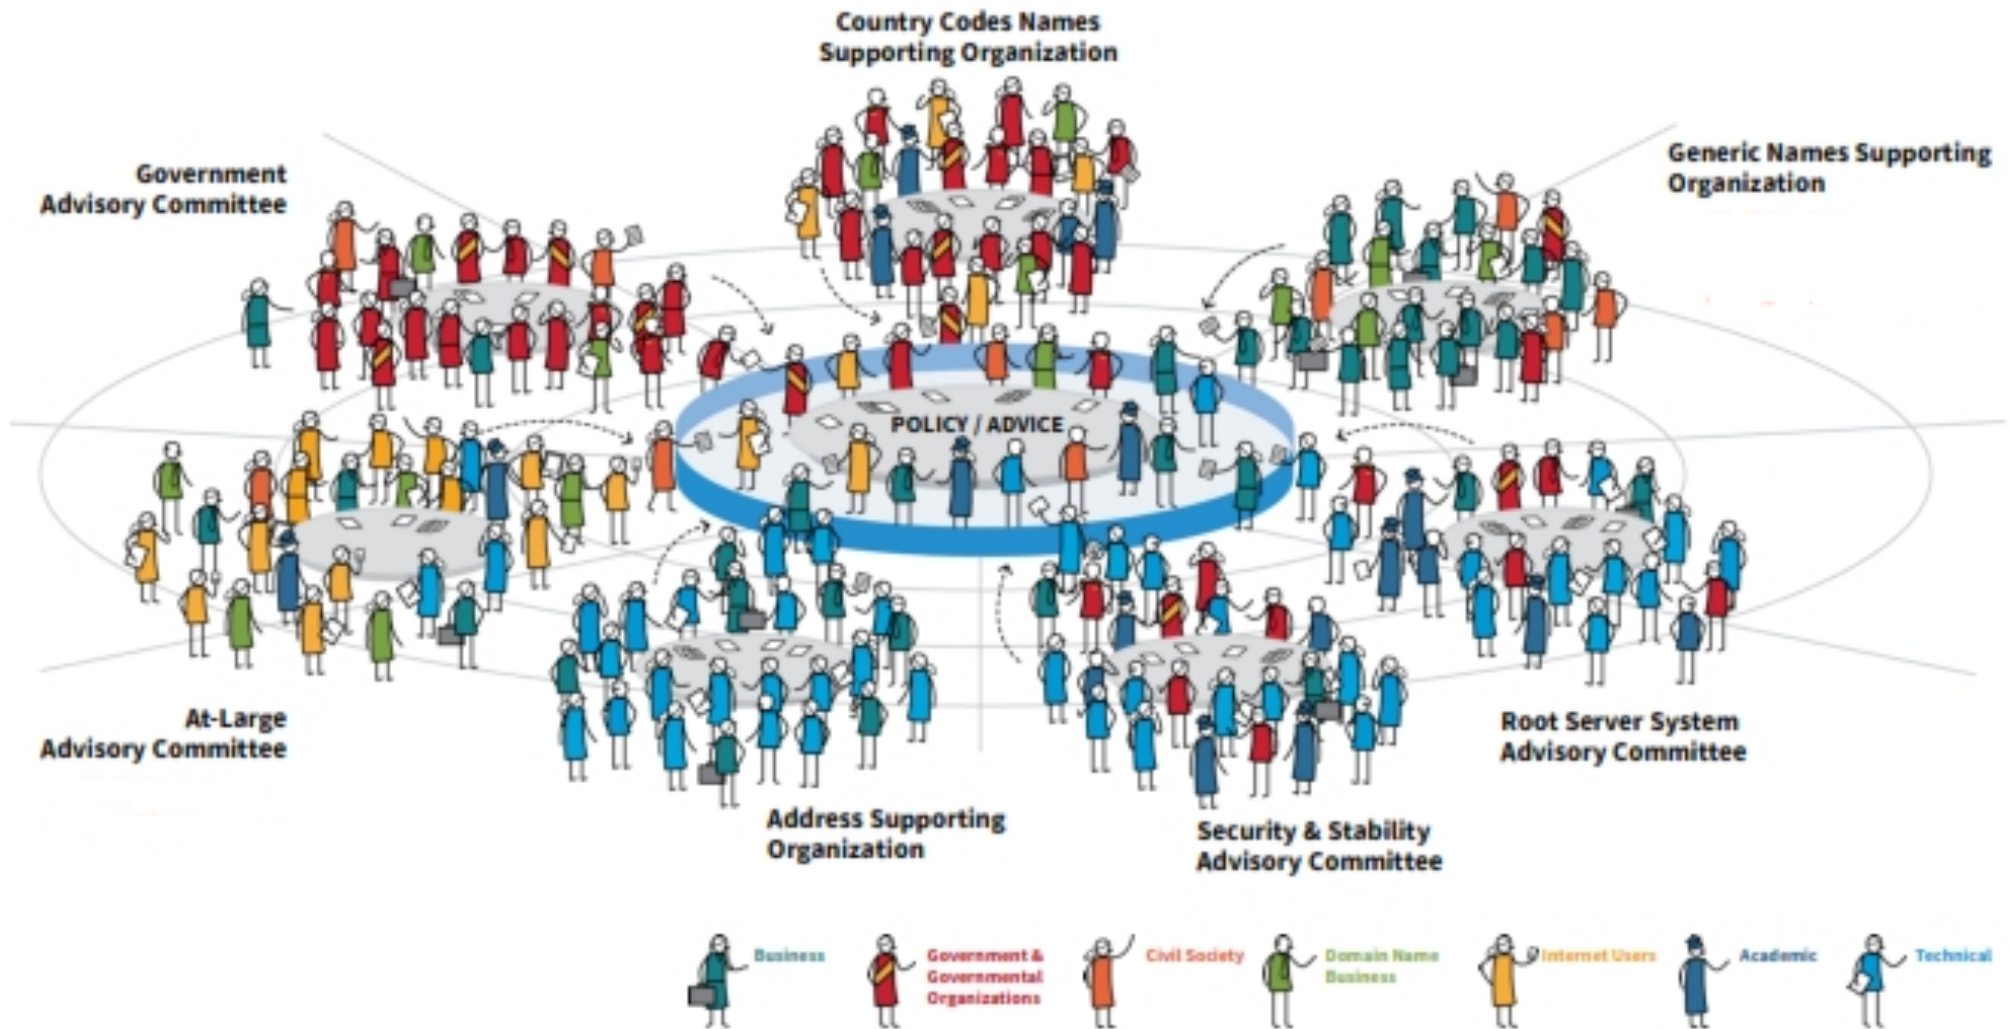 Country Codes Names
Supporting Organization
Government
Advisory Committee
Generic Names Supporting
Organization
POLICY / ADVICE
At-Large
Advisory Committee
Root Server System
Advisory Committee
Address Supporting
Organization
Security & Stability
Advisory Committee
Business
Government &
Governmental
Organizations
Civil Society
Domain Name
Business
Internet Users
Academic
Technical